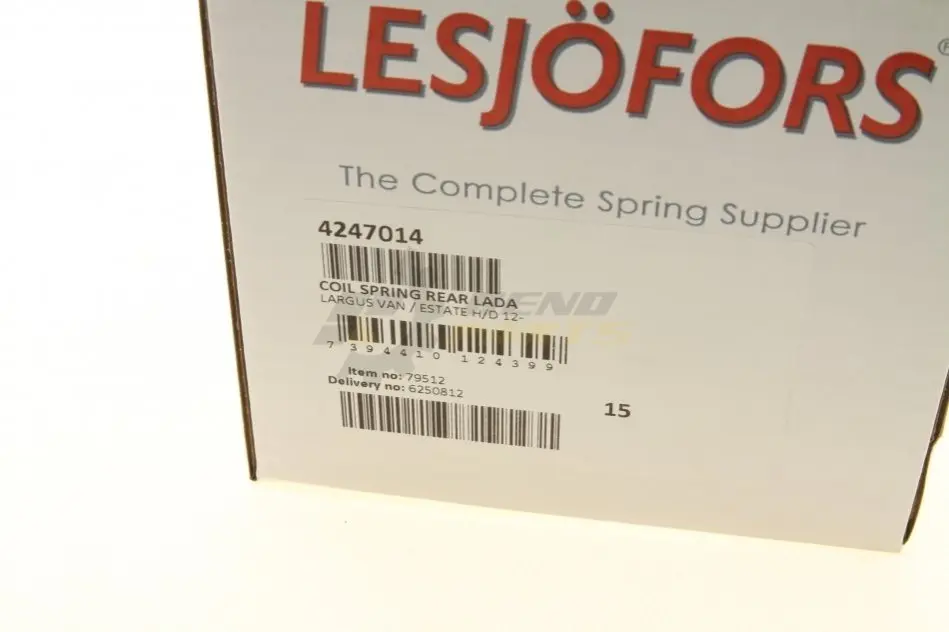 LESJÖFORS
The Complete Spring Supplier
4247014
COIL SPRING REAR LADA
LARGUS VAN / ESTATE H/D 12-
7 394410 124399
Item no: 79512
Delivery no: 6250812
15